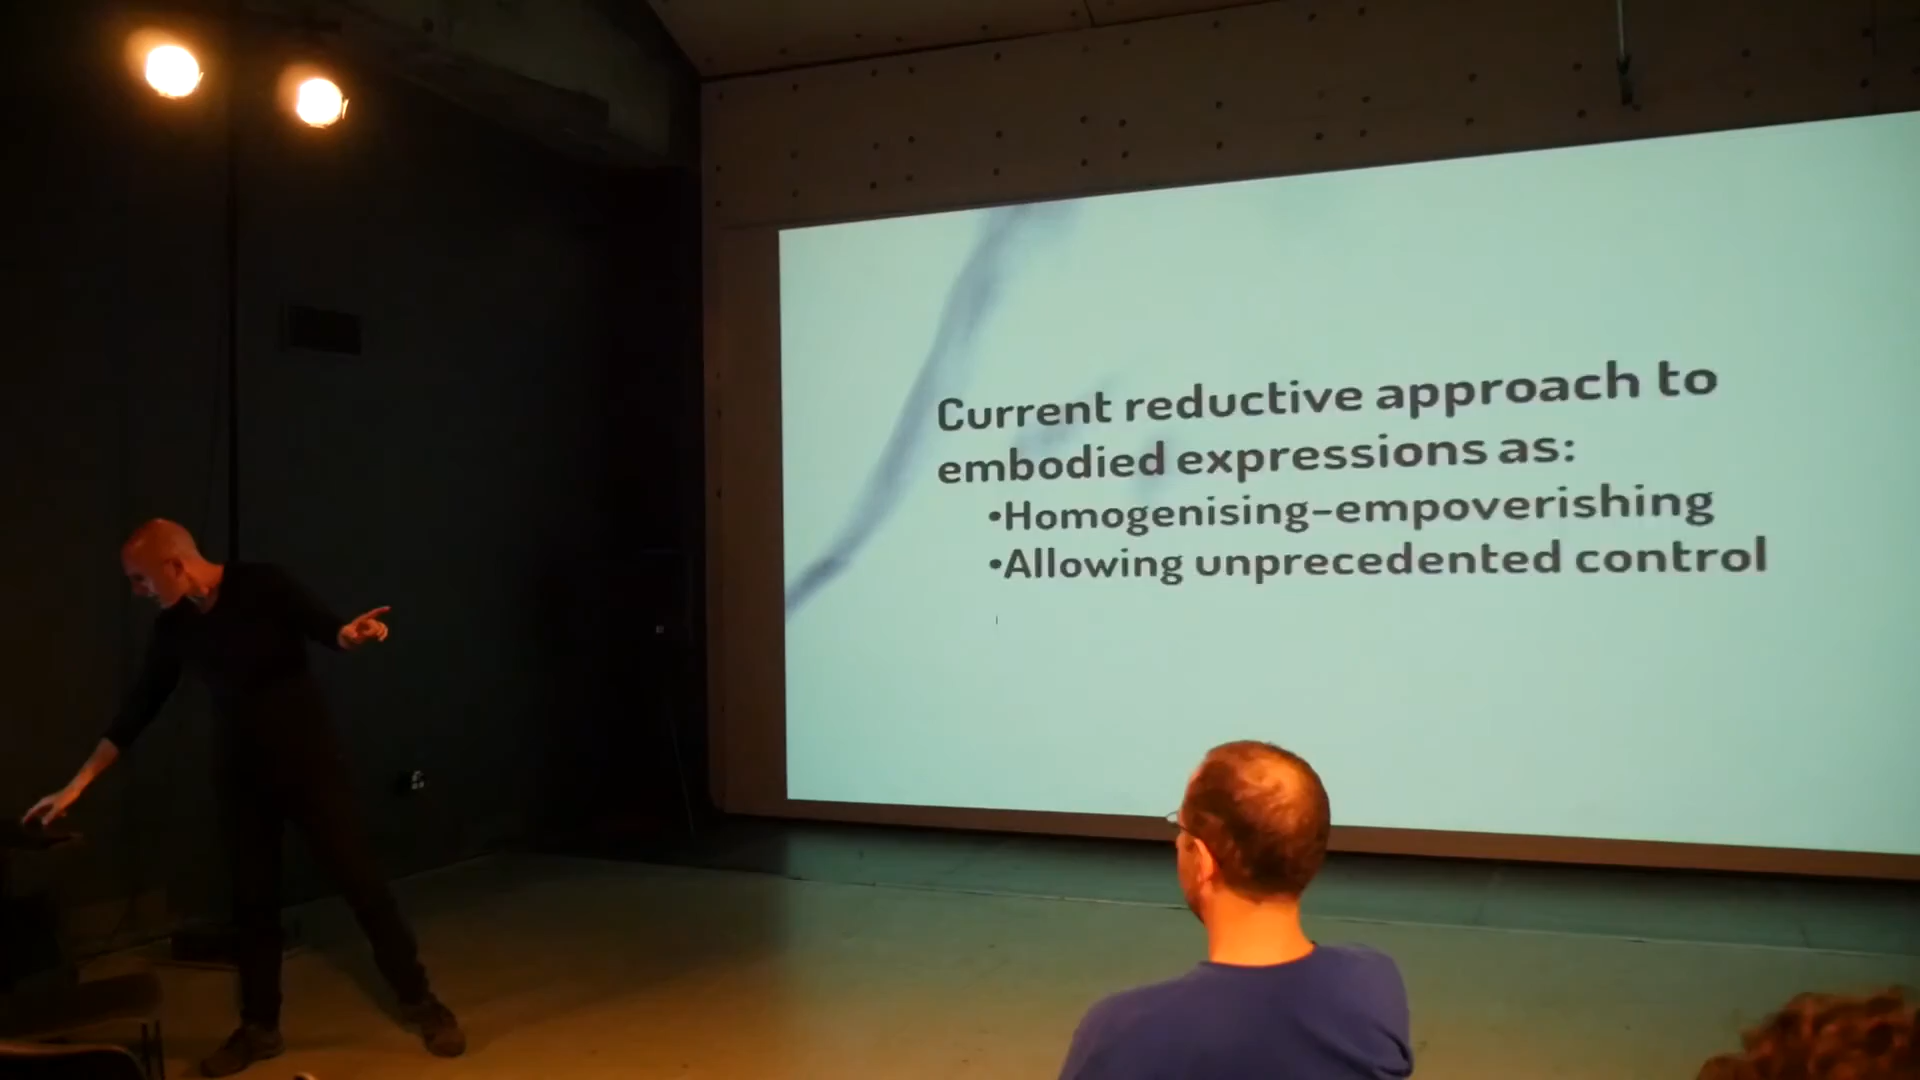 Current reductive approach to
embodied expressions as:
•Homogenising-empoverishing
•Allowing unprecedented control